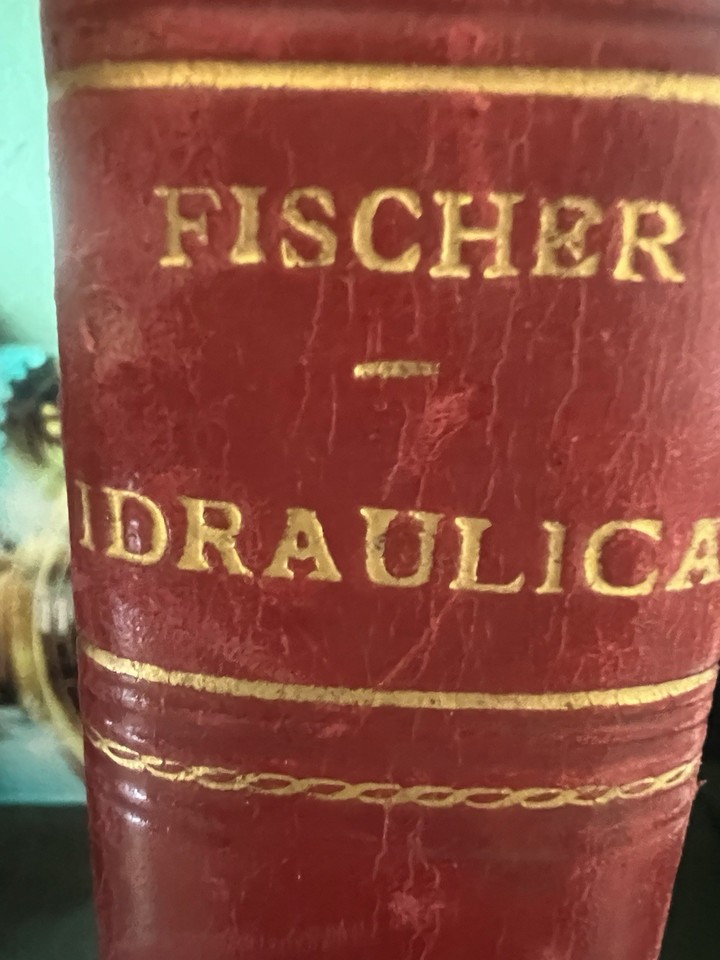 FISCHER
—
IDRAULICA